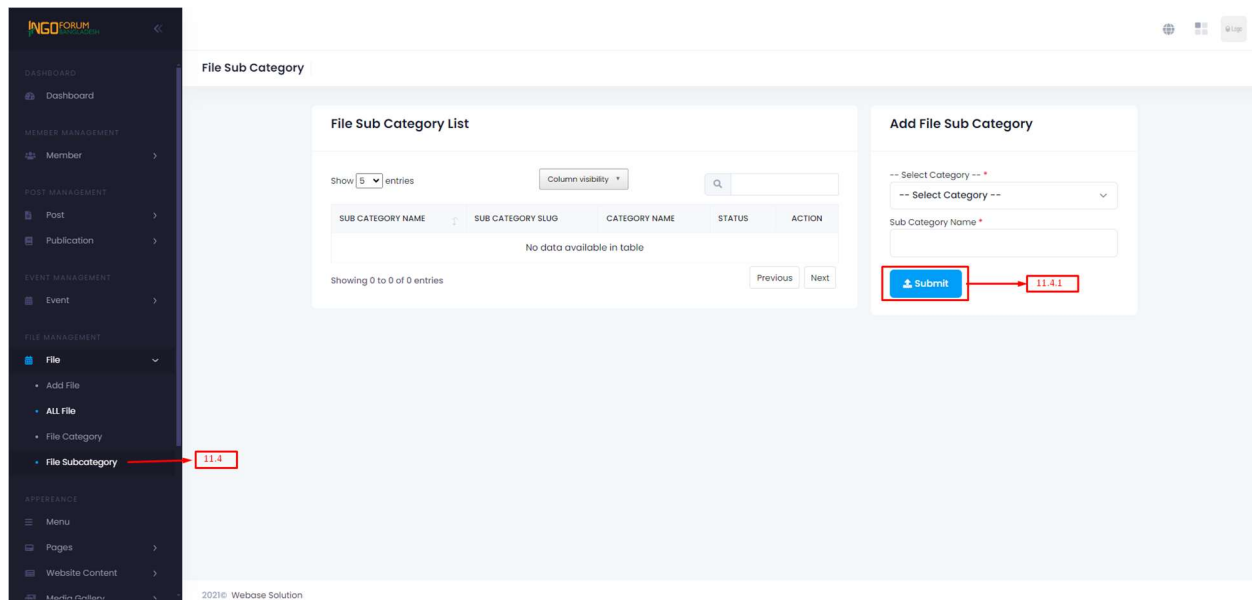 INGO FORUM
BANGLADESH
DASHBOARD
Dashboard
MEMBER MANAGEMENT
Member
POST MANAGEMENT
Post
Publication
EVENT MANAGEMENT
Event
FILE MANAGEMENT
File
Add File
ALL File
File Category
File Subcategory
11.4
APPEREANCE
Menu
Pages
Website Content
Media Gallery
File Sub Category
File Sub Category List
Show 5 entries
Column visibility
SUB CATEGORY NAME SUB CATEGORY SLUG CATEGORY NAME STATUS ACTION
No data available in table
Showing 0 to 0 of 0 entries
Previous Next
Add File Sub Category
-- Select Category -- *
-- Select Category --
Sub Category Name *
Submit
11.4.1
2021© Webase Solution